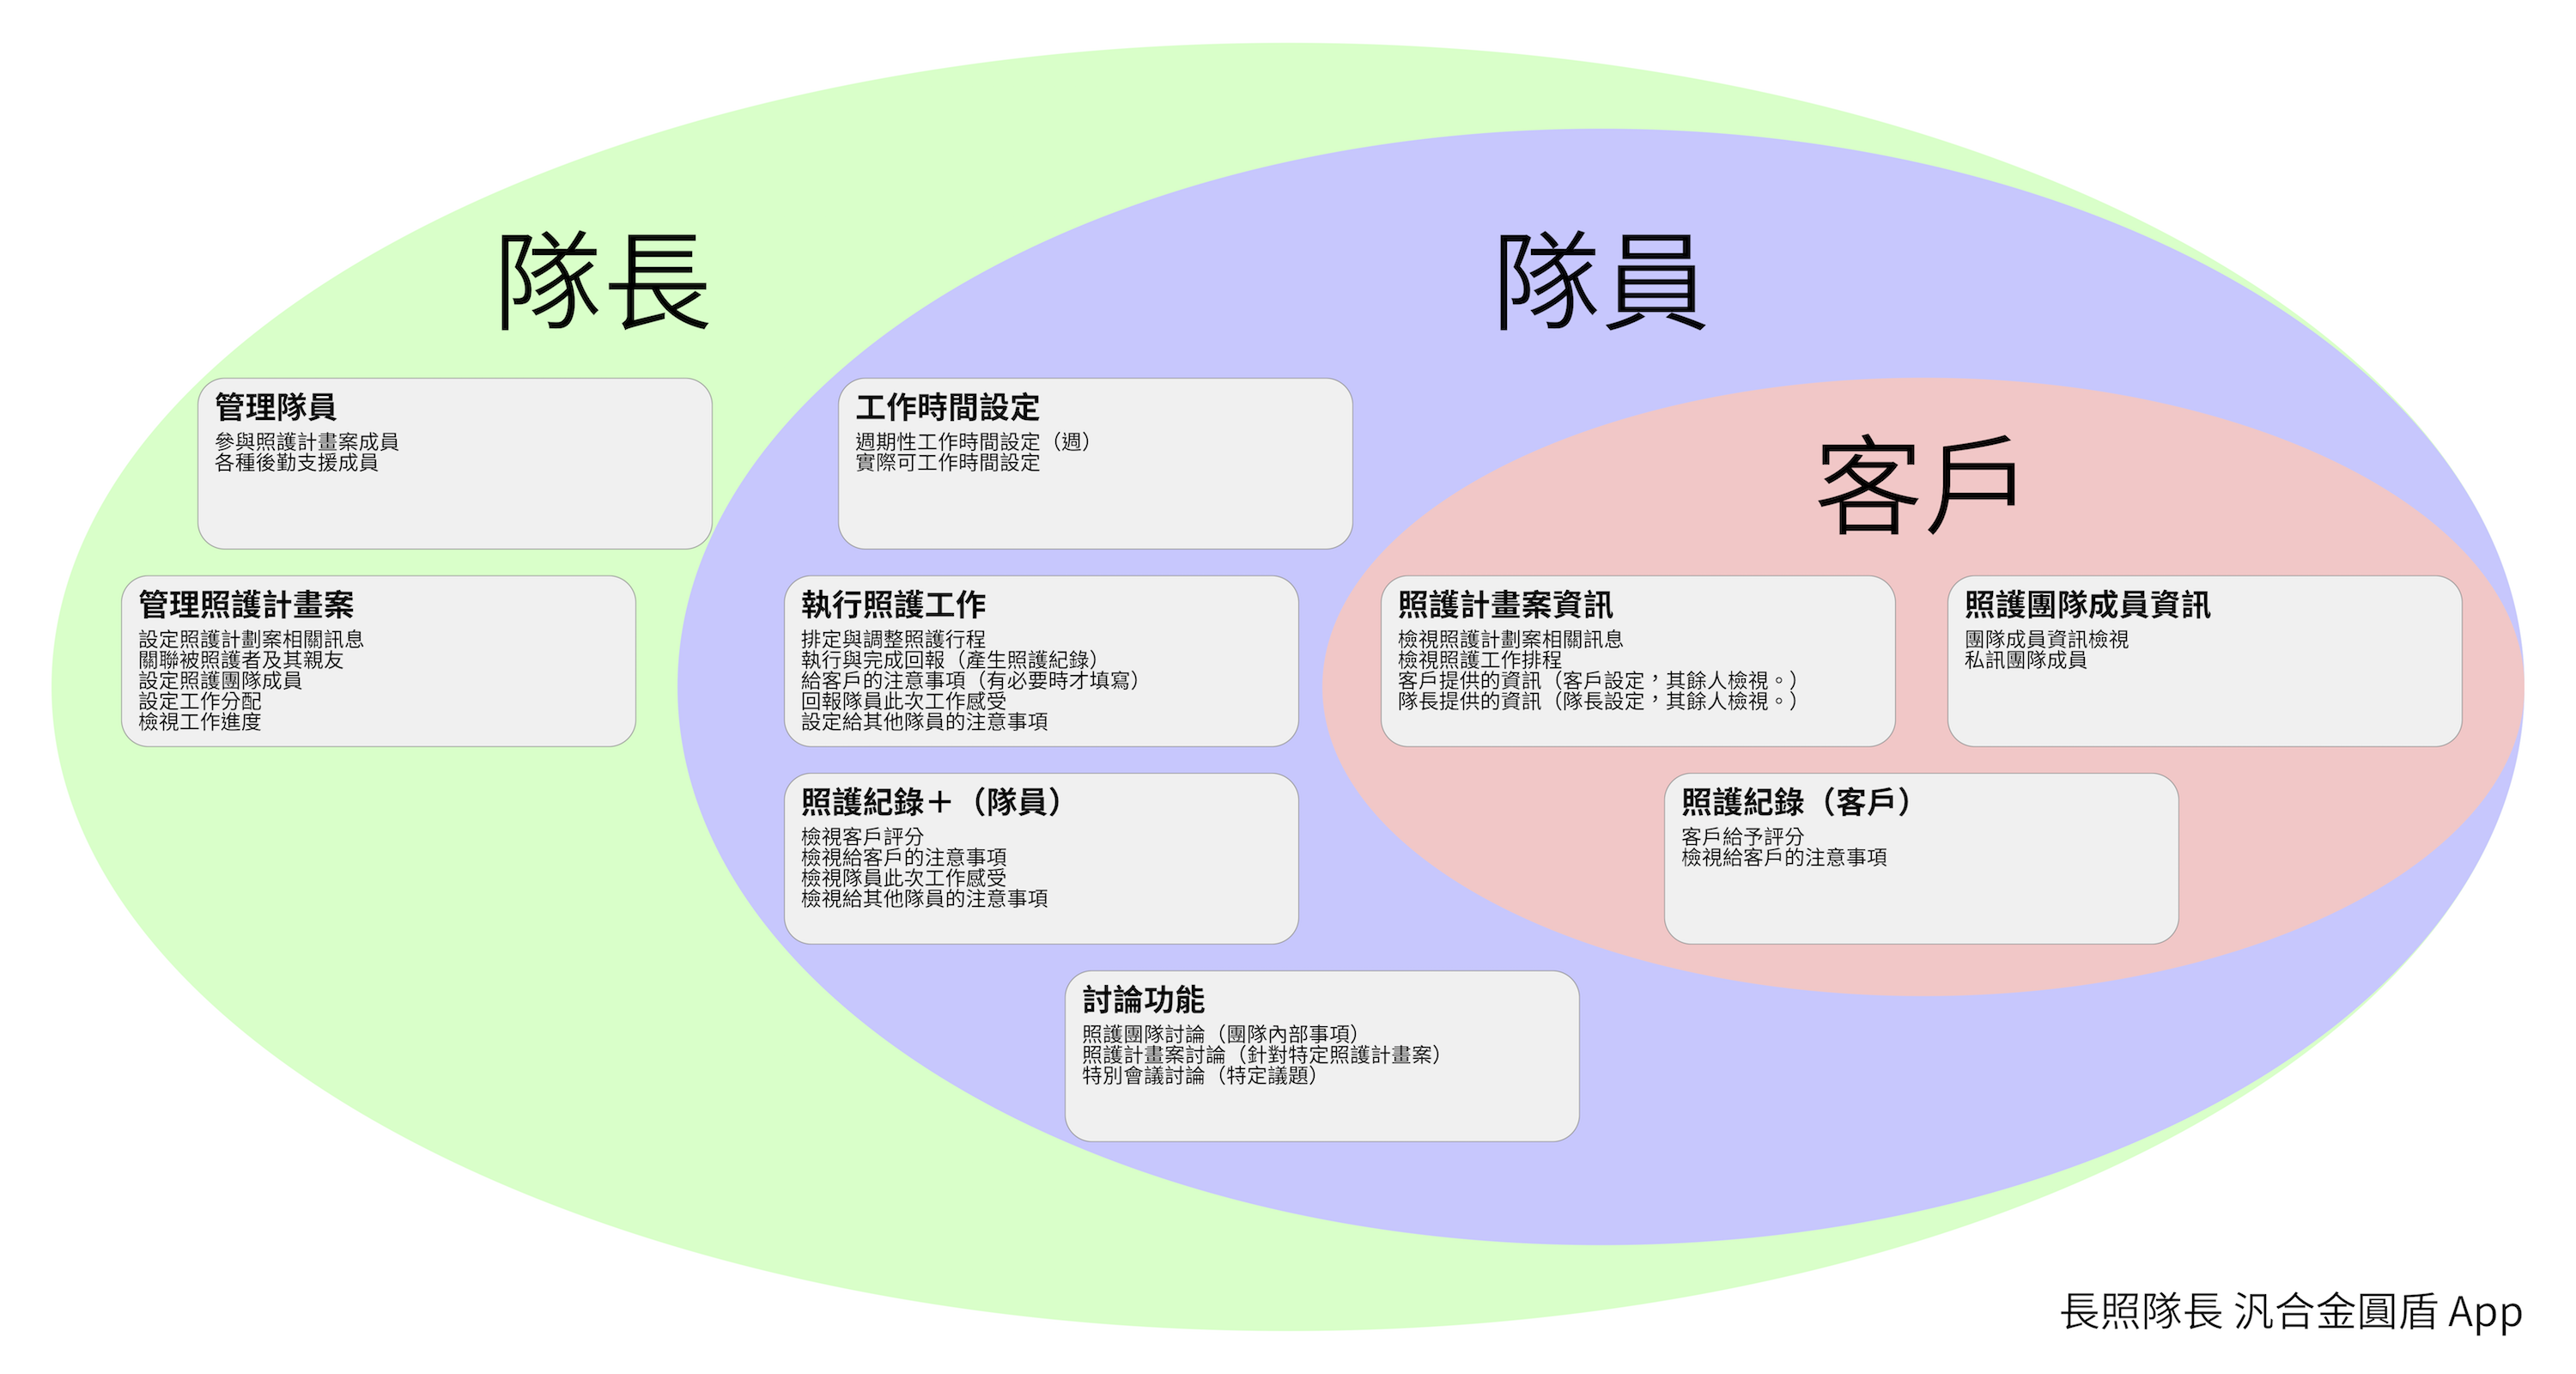 隊長
管理隊員
參與照護計畫案成員
各種後勤支援成員
管理照護計畫案
設定照護計劃案相關訊息
關聯被照護者及其親友
設定照護團隊成員
設定工作分配
檢視工作進度
隊員
工作時間設定
週期性工作時間設定（週）
實際可工作時間設定
執行照護工作
排定與調整照護行程
執行與完成回報（產生照護紀錄）
給客戶的注意事項（有必要時才填寫）
回報隊員此次工作感受
設定給其他隊員的注意事項
照護紀錄＋（隊員）
檢視客戶評分
檢視給客戶的注意事項
檢視隊員此次工作感受
檢視給其他隊員的注意事項
討論功能
照護團隊討論（團隊內部事項）
照護計畫案討論（針對特定照護計畫案）
特別會議討論（特定議題）
客戶
照護計畫案資訊
檢視照護計劃案相關訊息
檢視照護工作排程
客戶提供的資訊（客戶設定，其餘人檢視。）
隊長提供的資訊（隊長設定，其餘人檢視。）
照護團隊成員資訊
團隊成員資訊檢視
私訊團隊成員
照護紀錄（客戶）
客戶給予評分
檢視給客戶的注意事項
長照隊長 汎合金圓盾 App